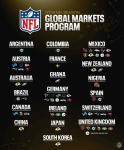 NFL
GLOBAL MARKETS
PROGRAM
ARGENTINA
COLOMBIA
MEXICO
AUSTRIA
FRANCE
NEW ZEALAND
AUSTRALIA
GHANA
NIGERIA
BRAZIL
GERMANY
SPAIN
CANADA
IRELAND
SWITZERLAND
CHINA
JAPAN
UNITED KINGDOM
SOUTH KOREA